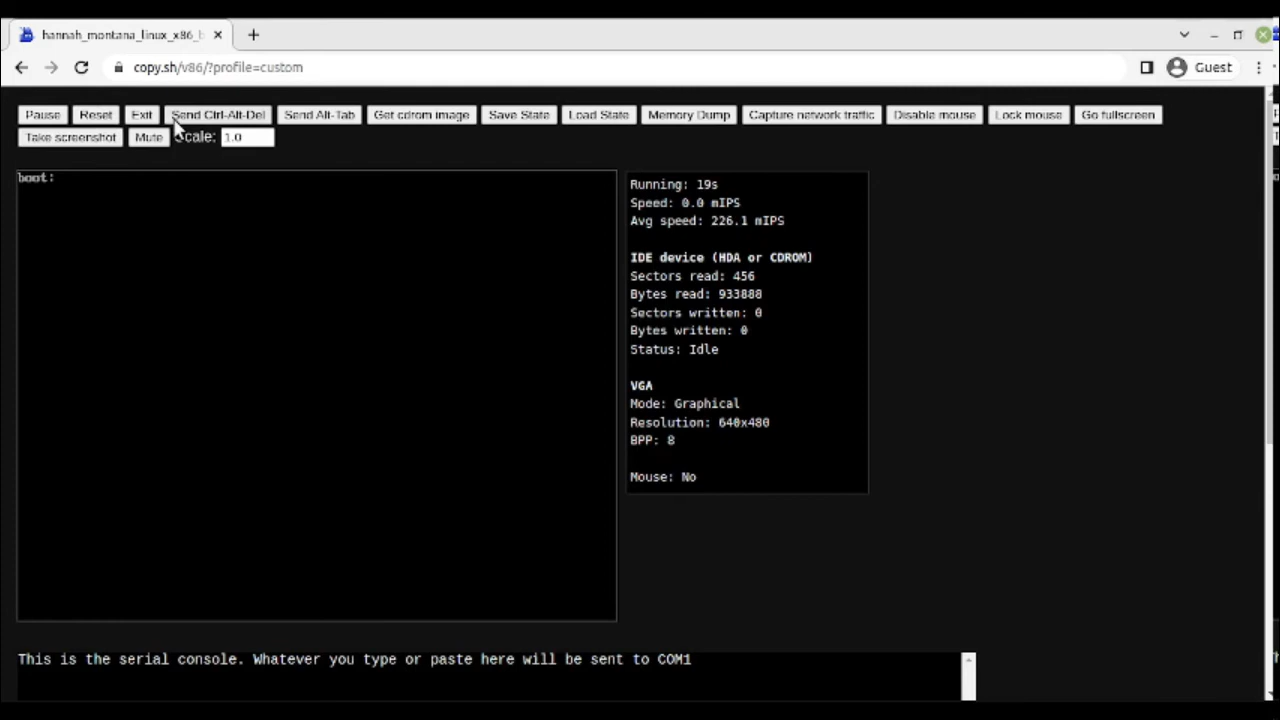 hannah_montana_linux_x86_b
copy.sh/v86/?profile=custom
Guest
Pause Reset Exit Send Ctrl-Alt-Del Send Alt-Tab Get cdrom image Save State Load State Memory Dump Capture network traffic Disable mouse Lock mouse Go fullscreen
Take screenshot Mute Scale: 1.0
boot:
Running: 19s
Speed: 0.0 mIPS
Avg speed: 226.1 mIPS
IDE device (HDA or CDROM)
Sectors read: 456
Bytes read: 933888
Sectors written: 0
Bytes written: 0
Status: Idle
VGA
Mode: Graphical
Resolution: 640x480
BPP: 8
Mouse: No
This is the serial console. Whatever you type or paste here will be sent to COM1